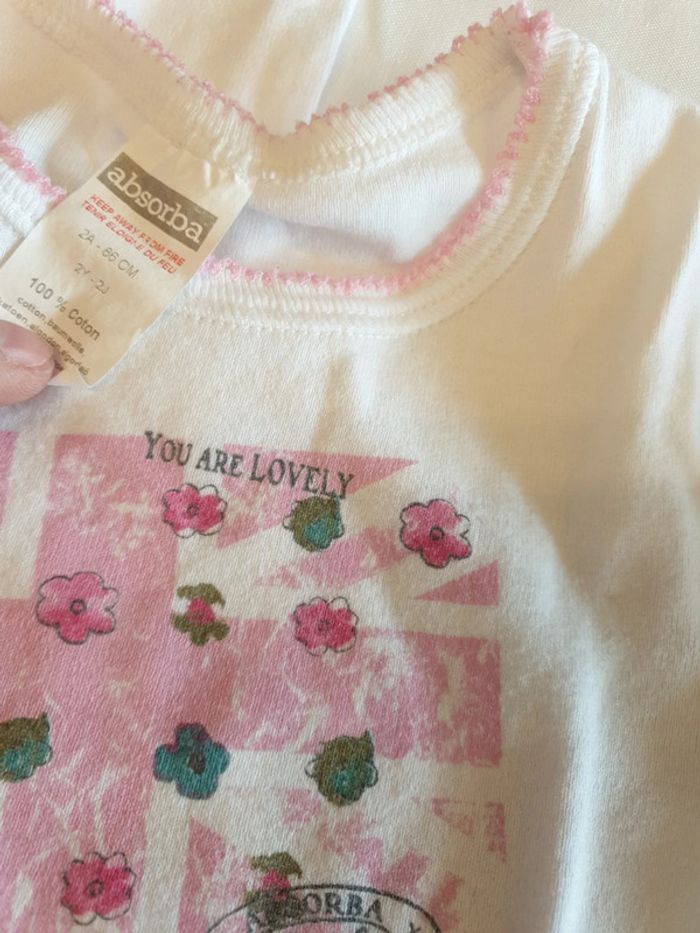 absorba
KEEP AWAY FROM FIRE
TENIR ELOIGNE DU FEU
2A - 86 CM
2Y - 2J
100 % Coton
cotton, baumwolle,
YOU ARE LOVELY
ABSORBA